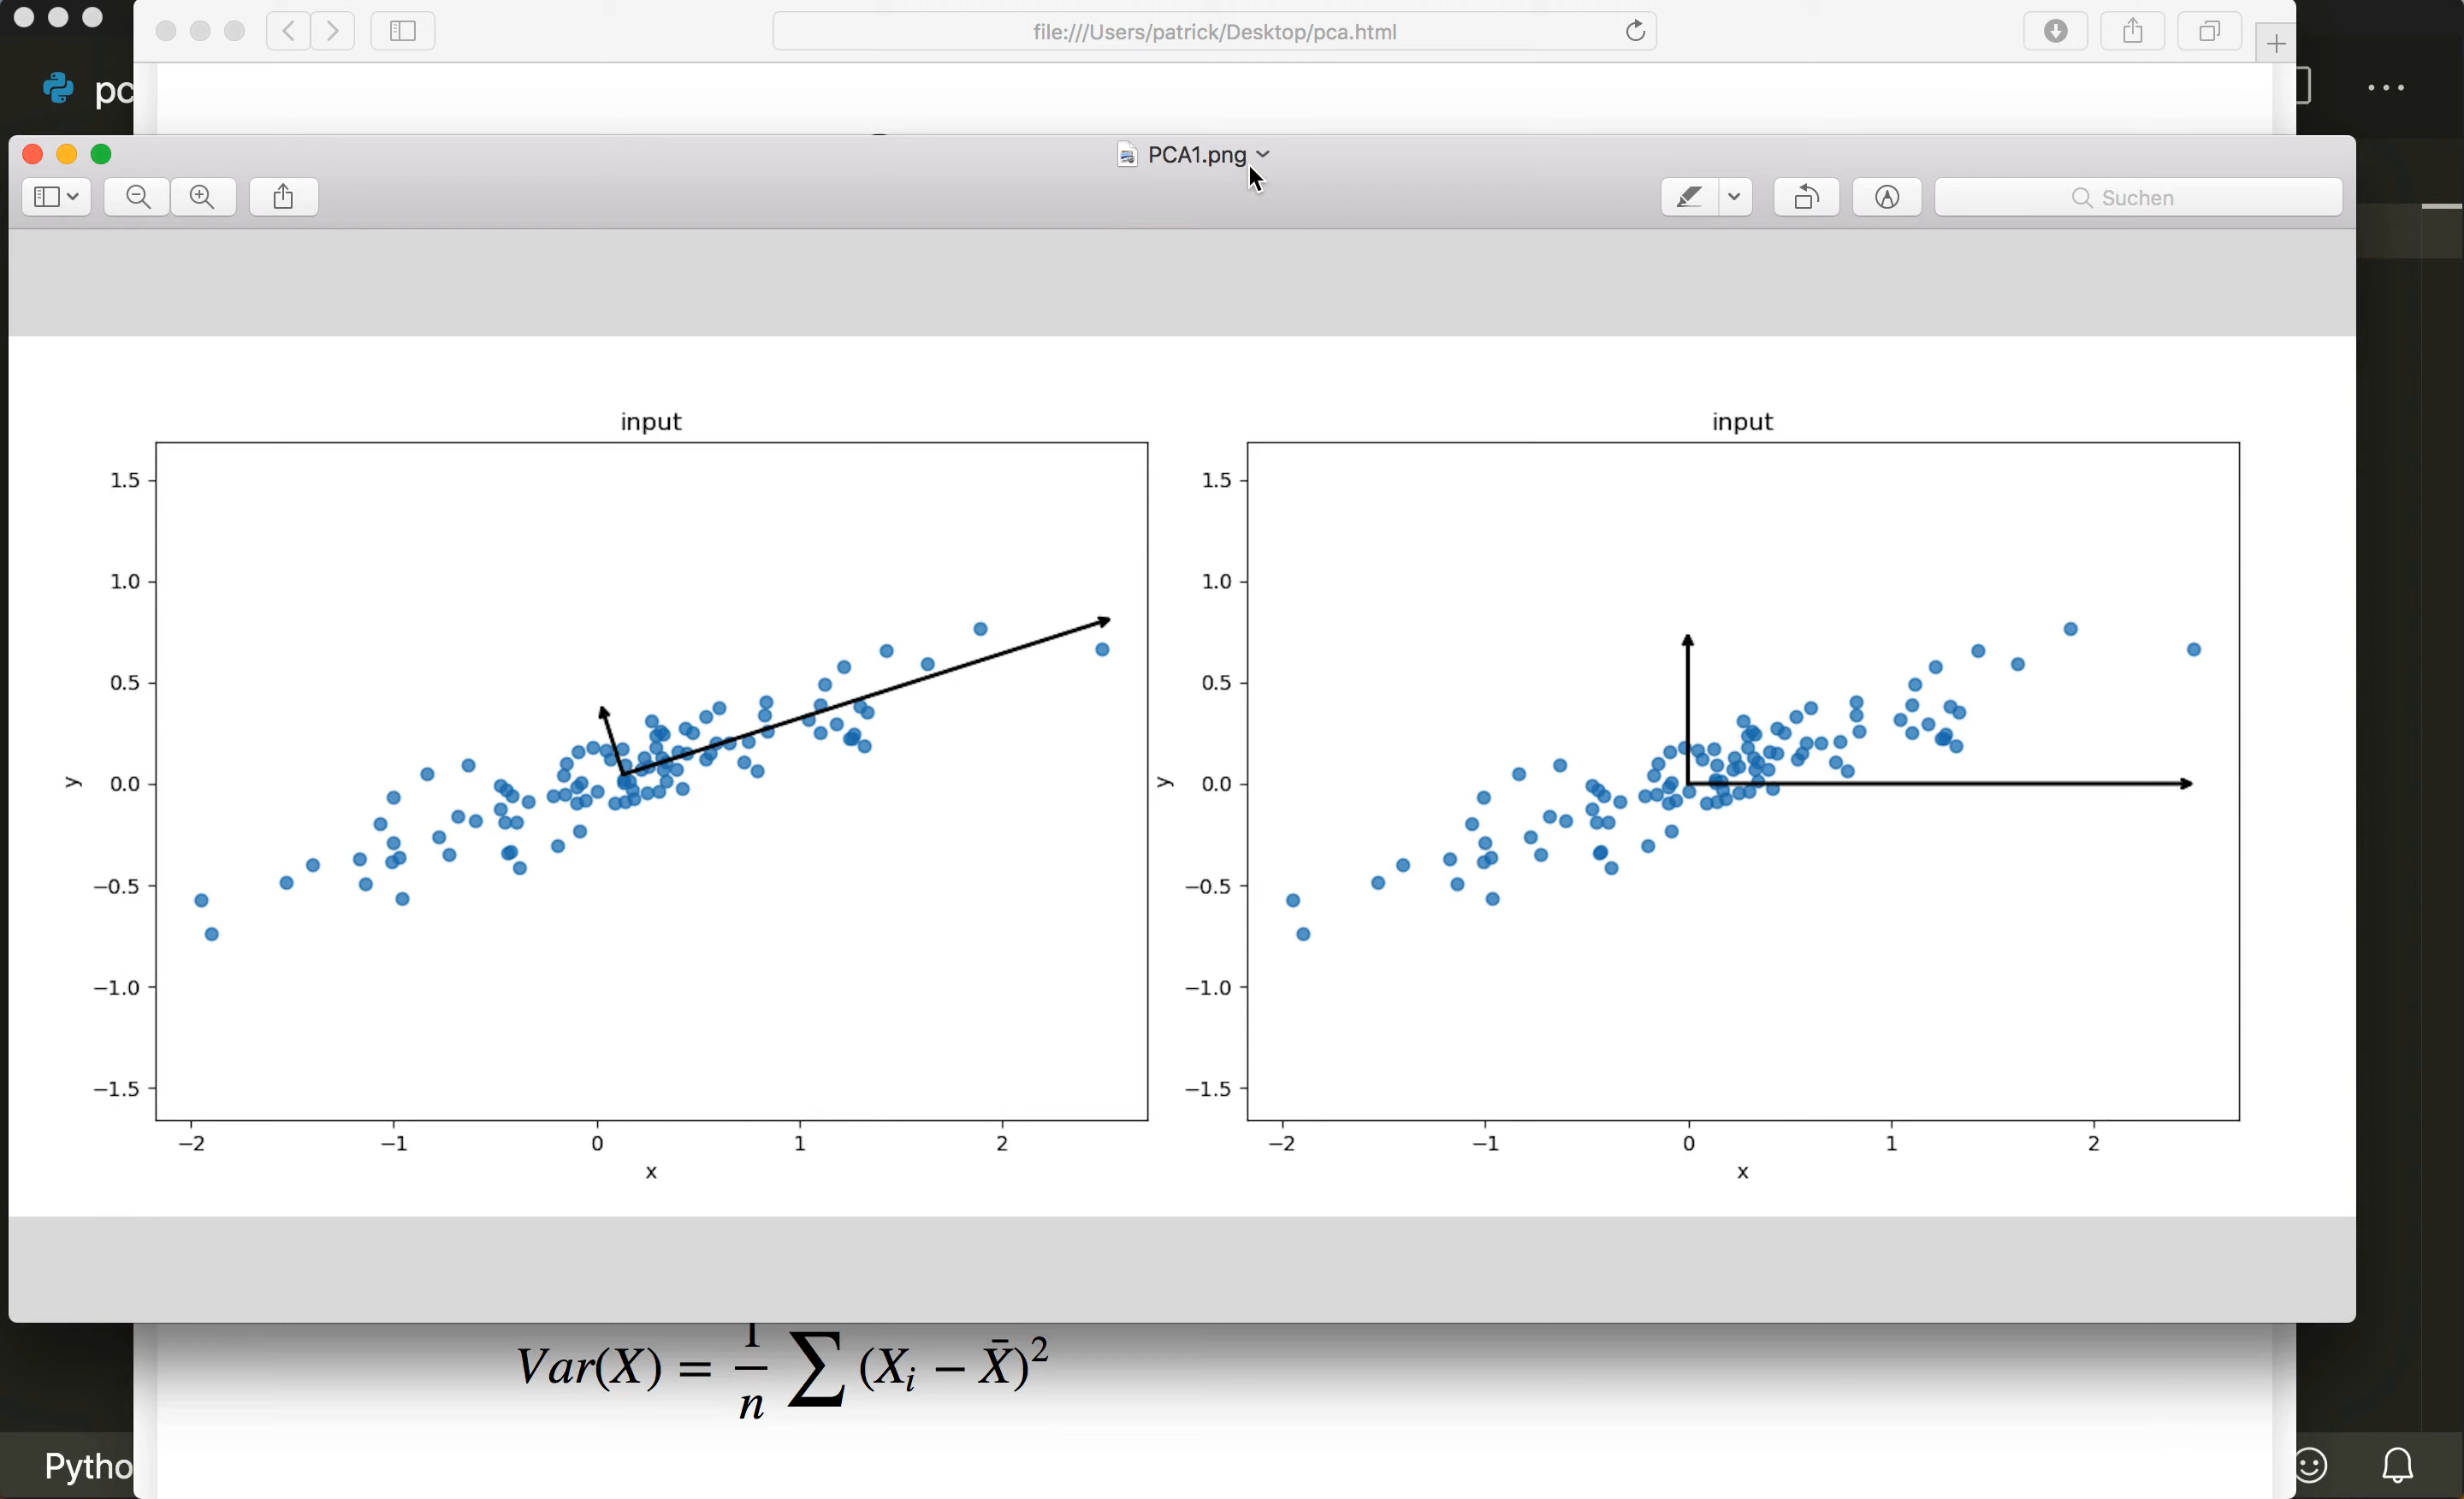 file:///Users/patrick/Desktop/pca.html
pc
PCA1.png
Suchen
input
1.5
1.0
0.5
0.0
−0.5
−1.0
−1.5
y
−2 −1 0 1 2
x
input
1.5
1.0
0.5
0.0
−0.5
−1.0
−1.5
y
−2 −1 0 1 2
x
Var(X) = 1/n ∑ (Xᵢ − X̄)²
Pytho